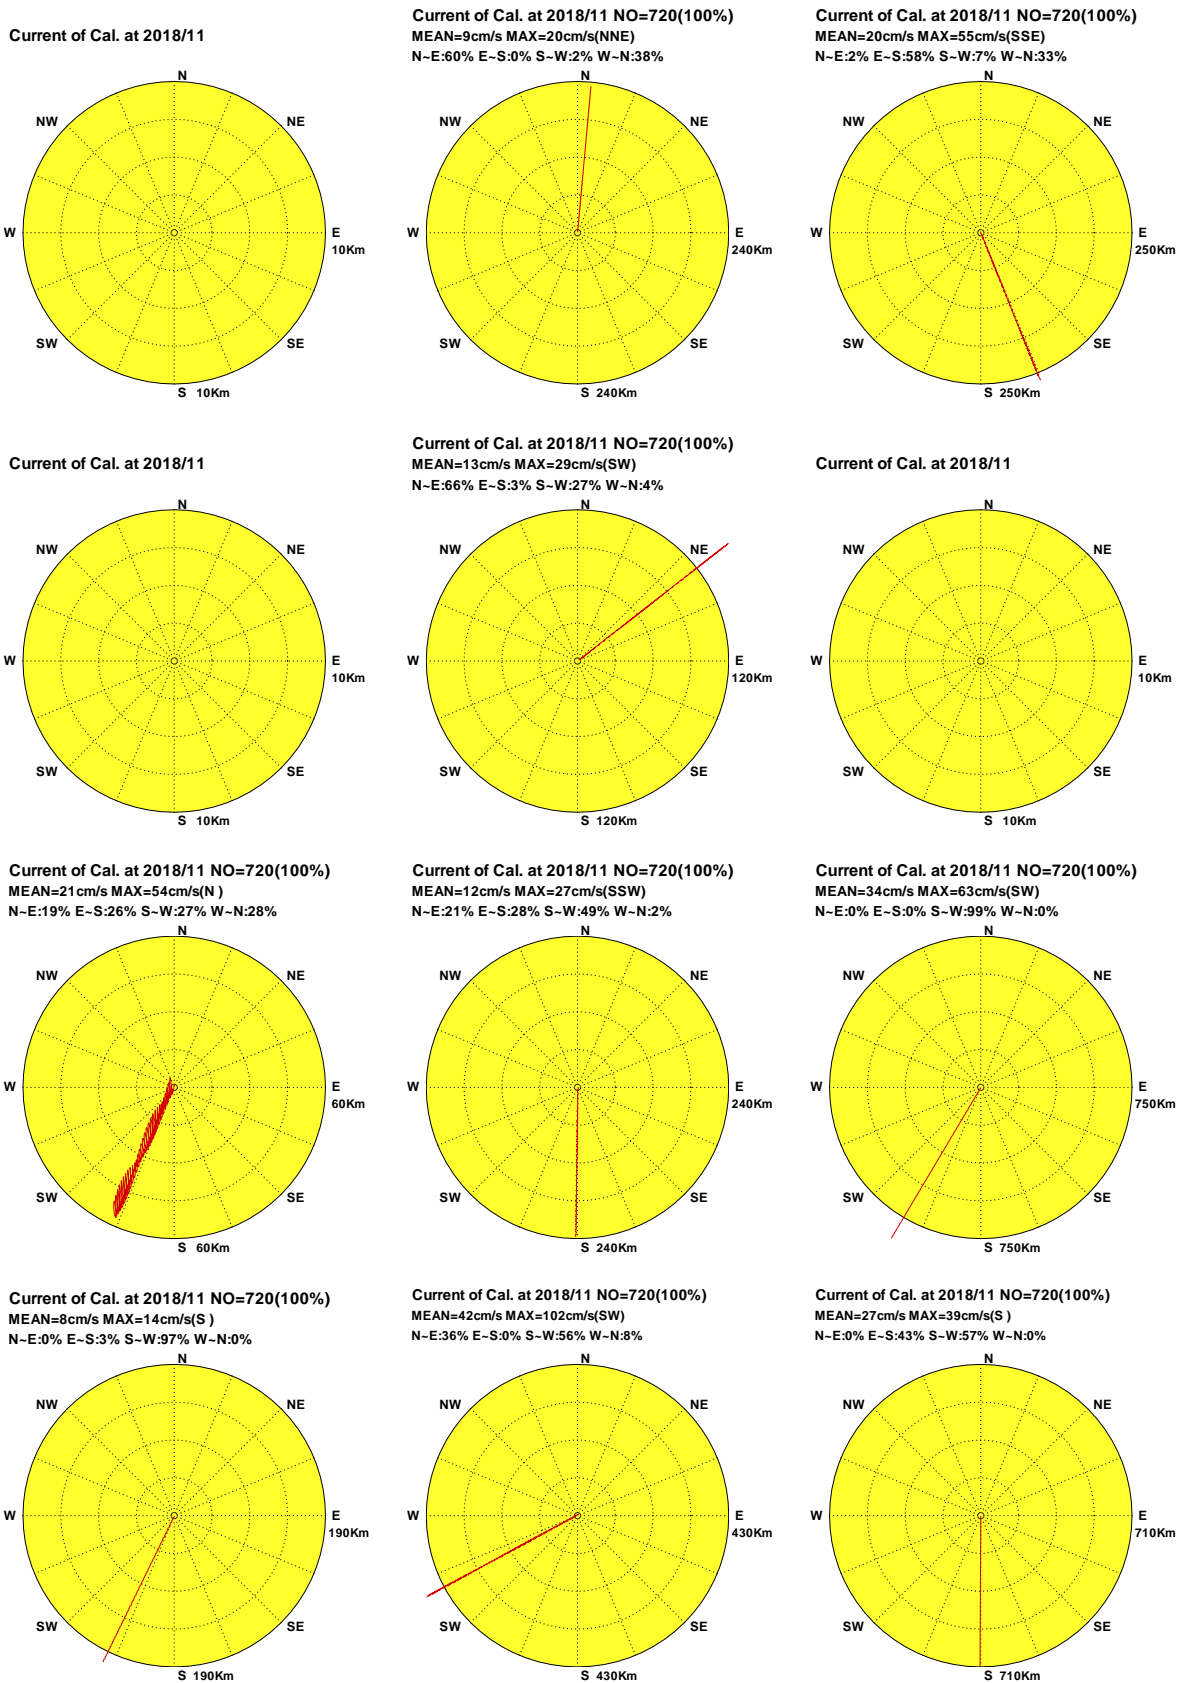 Current of Cal. at 2018/11
N
NW
NE
W
E
10Km
SW
SE
S 10Km
Current of Cal. at 2018/11 NO=720(100%)
MEAN=9cm/s MAX=20cm/s(NNE)
N~E:60% E~S:0% S~W:2% W~N:38%
N
NW
NE
W
E
240Km
SW
SE
S 240Km
Current of Cal. at 2018/11 NO=720(100%)
MEAN=20cm/s MAX=55cm/s(SSE)
N~E:2% E~S:58% S~W:7% W~N:33%
N
NW
NE
W
E
250Km
SW
SE
S 250Km
Current of Cal. at 2018/11
N
NW
NE
W
E
10Km
SW
SE
S 10Km
Current of Cal. at 2018/11 NO=720(100%)
MEAN=13cm/s MAX=29cm/s(SW)
N~E:66% E~S:3% S~W:27% W~N:4%
N
NW
NE
W
E
120Km
SW
SE
S 120Km
Current of Cal. at 2018/11
N
NW
NE
W
E
10Km
SW
SE
S 10Km
Current of Cal. at 2018/11 NO=720(100%)
MEAN=21cm/s MAX=54cm/s(N )
N~E:19% E~S:26% S~W:27% W~N:28%
N
NW
NE
W
E
60Km
SW
SE
S 60Km
Current of Cal. at 2018/11 NO=720(100%)
MEAN=12cm/s MAX=27cm/s(SSW)
N~E:21% E~S:28% S~W:49% W~N:2%
N
NW
NE
W
E
240Km
SW
SE
S 240Km
Current of Cal. at 2018/11 NO=720(100%)
MEAN=34cm/s MAX=63cm/s(SW)
N~E:0% E~S:0% S~W:99% W~N:0%
N
NW
NE
W
E
750Km
SW
SE
S 750Km
Current of Cal. at 2018/11 NO=720(100%)
MEAN=8cm/s MAX=14cm/s(S )
N~E:0% E~S:3% S~W:97% W~N:0%
N
NW
NE
W
E
190Km
SW
SE
S 190Km
Current of Cal. at 2018/11 NO=720(100%)
MEAN=42cm/s MAX=102cm/s(SW)
N~E:36% E~S:0% S~W:56% W~N:8%
N
NW
NE
W
E
430Km
SW
SE
S 430Km
Current of Cal. at 2018/11 NO=720(100%)
MEAN=27cm/s MAX=39cm/s(S )
N~E:0% E~S:43% S~W:57% W~N:0%
N
NW
NE
W
E
710Km
SW
SE
S 710Km